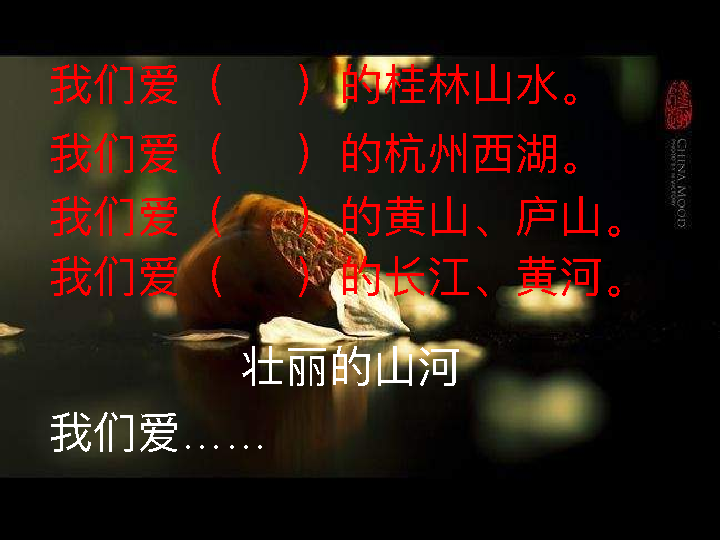 我们爱（　　）的桂林山水。
我们爱（　　）的杭州西湖。
我们爱（　　）的黄山、庐山。
我们爱（　　）的长江、黄河。
壮丽的山河
我们爱……
CHINA MOOD